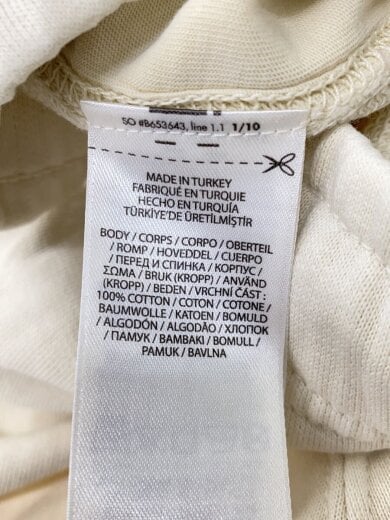 SO #B653643, line 1.1 1/10
MADE IN TURKEY
FABRIQUÉ EN TURQUIE
HECHO EN TURQUÍA
TÜRKİYE'DE ÜRETİLMİŞTİR
BODY / CORPS / CORPO / OBERTEIL
/ ROMP / HOVEDDEL / CUERPO
/ ПЕРЕД И СПИНКА / КОРПУС /
ΣΩΜΑ / BRUK (KROPP) / ANVÄND
(KROPP) / BEDEN / VRCHNÍ ČÁST :
100% COTTON / COTON / COTONE /
BAUMWOLLE / KATOEN / BOMULD
/ ALGODÓN / ALGODÃO / ХЛОПОК
/ ПАМУК / ΒΑΜΒΑΚΙ / BOMULL /
PAMUK / BAVLNA